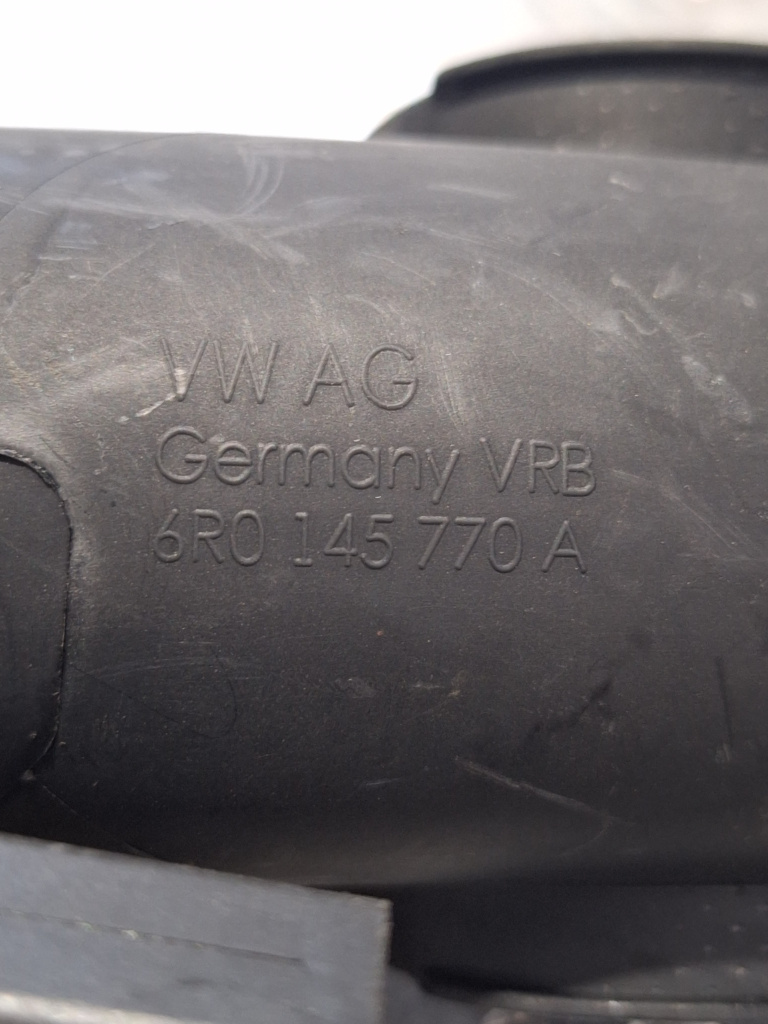 VW AG
Germany VRB
6R0 145 770 A